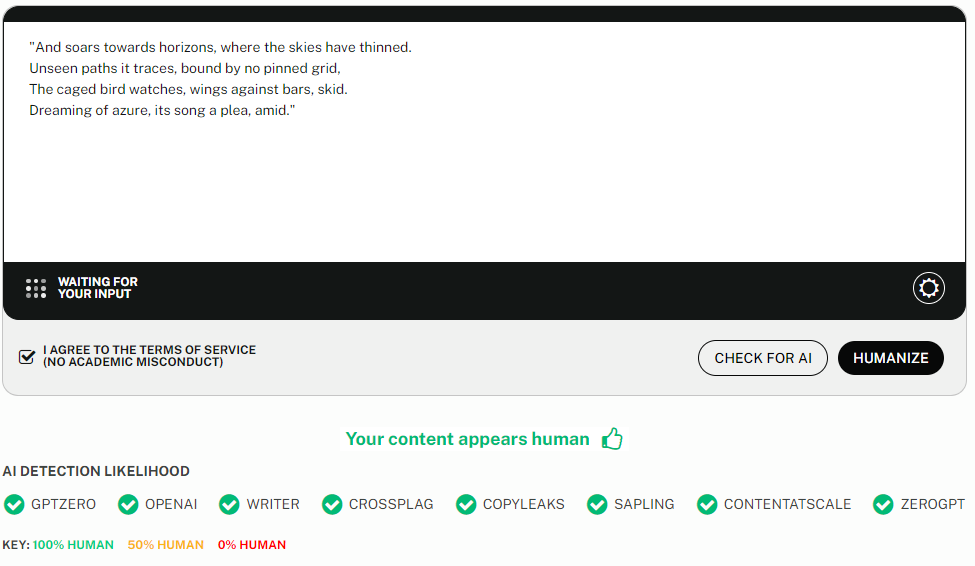 "And soars towards horizons, where the skies have thinned.
Unseen paths it traces, bound by no pinned grid,
The caged bird watches, wings against bars, skid.
Dreaming of azure, its song a plea, amid."
WAITING FOR
YOUR INPUT
I AGREE TO THE TERMS OF SERVICE
(NO ACADEMIC MISCONDUCT)
CHECK FOR AI
HUMANIZE
Your content appears human
AI DETECTION LIKELIHOOD
GPTZERO OPENAI WRITER CROSSPLAG COPYLEAKS SAPLING CONTENTATSCALE ZEROGPT
KEY: 100% HUMAN 50% HUMAN 0% HUMAN